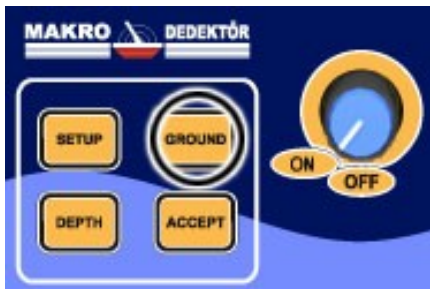 MAKRO DEDEKTÖR
SETUP GROUND
ON
OFF
DEPTH ACCEPT